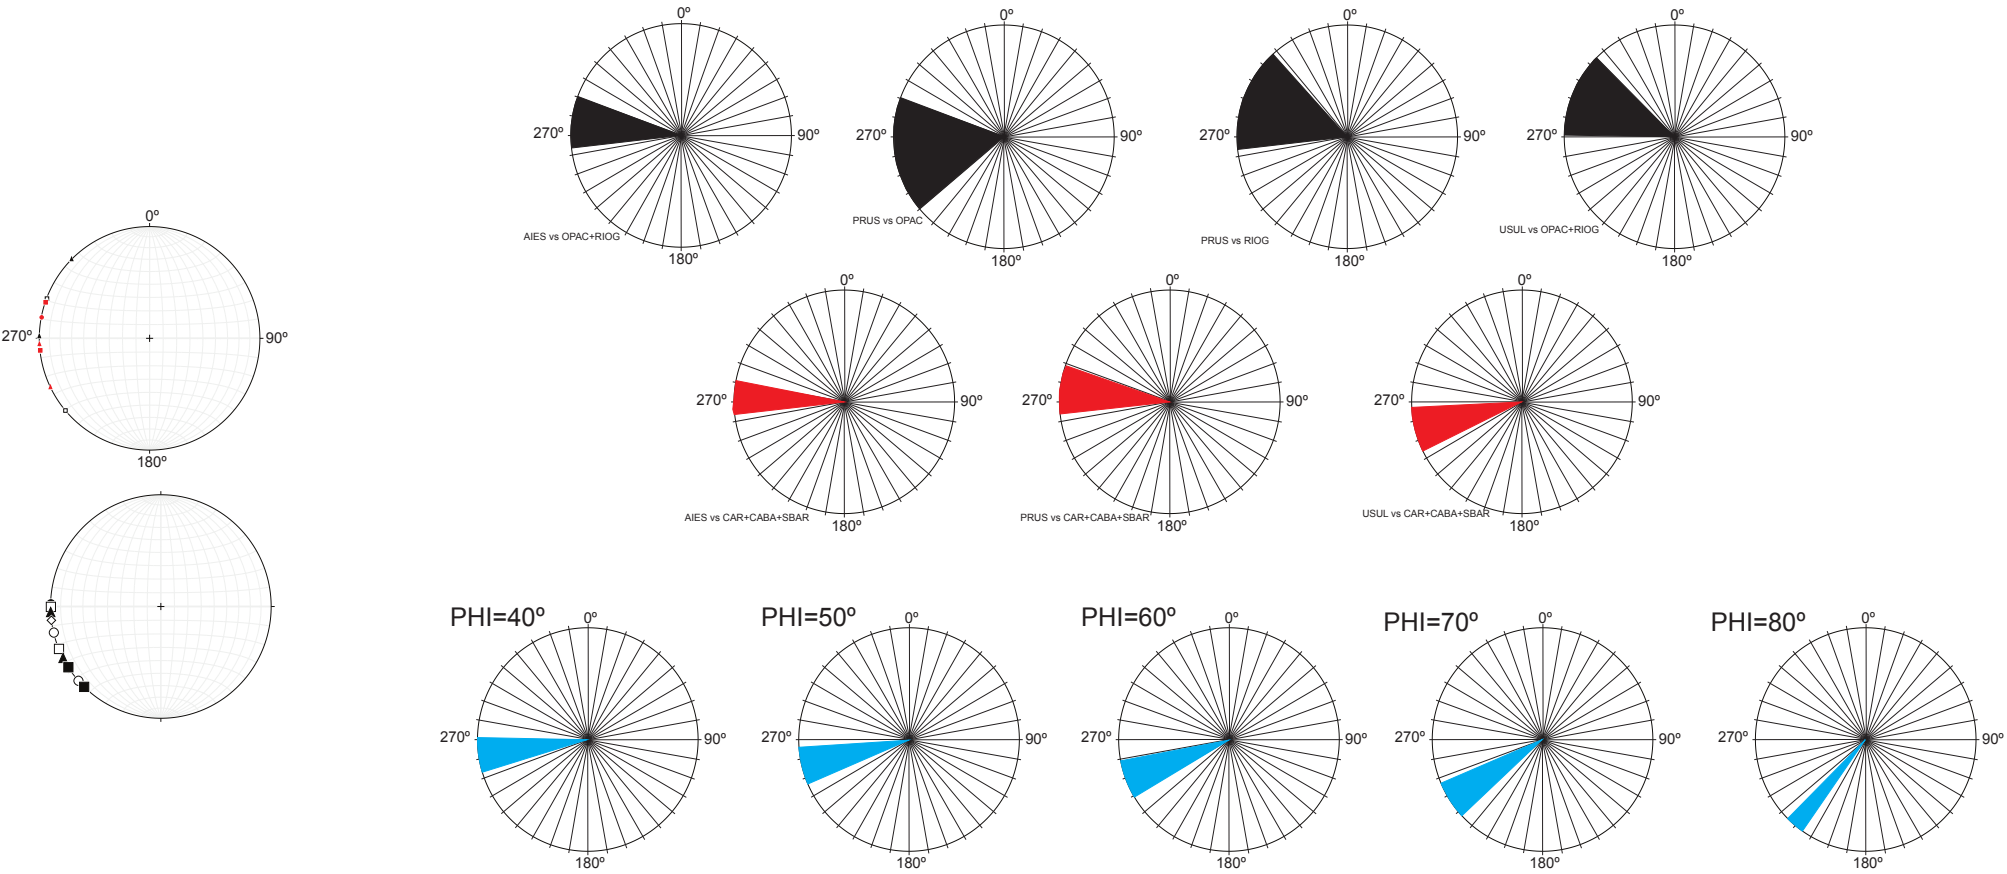 0º
270º
90º
180º
0º
270º
90º
180º
AIES vs OPAC+RIOG
0º
270º
90º
180º
PRUS vs OPAC
0º
270º
90º
180º
PRUS vs RIOG
0º
270º
90º
180º
USUL vs OPAC+RIOG
0º
270º
90º
180º
AIES vs CAR+CABA+SBAR
0º
270º
90º
180º
PRUS vs CAR+CABA+SBAR
0º
270º
90º
180º
USUL vs CAR+CABA+SBAR
PHI=40º
0º
270º
90º
180º
PHI=50º
0º
270º
90º
180º
PHI=60º
0º
270º
90º
180º
PHI=70º
0º
270º
90º
180º
PHI=80º
0º
270º
90º
180º